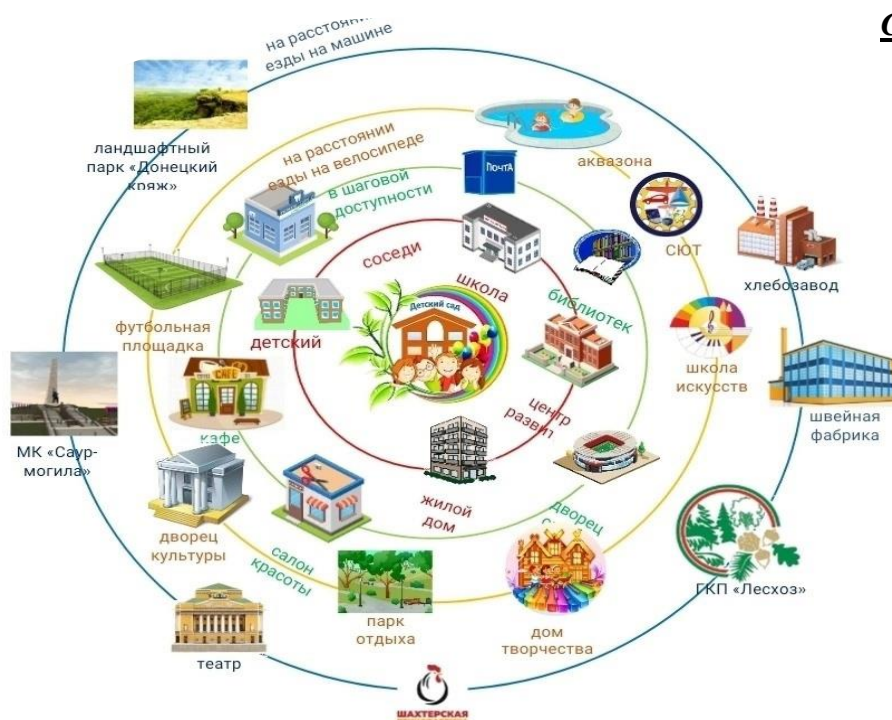 на расстоянии
езды на машине
ландшафтный
парк «Донецкий
кряж»
на расстоянии
езды на велосипеде
в шаговой
доступности
соседи
ПОЧТА
аквазона
СЮТ
хлебозавод
школа
библиотек
Детский сад
детский
футбольная
площадка
школа
искусств
швейная
фабрика
CAFE
кафе
МК «Саур-
могила»
центр
развит
жилой
дом
дворец
дворец
культуры
салон
красоты
ГКП «Лесхоз»
парк
отдыха
дом
творчества
театр
ШАХТЕРСКАЯ